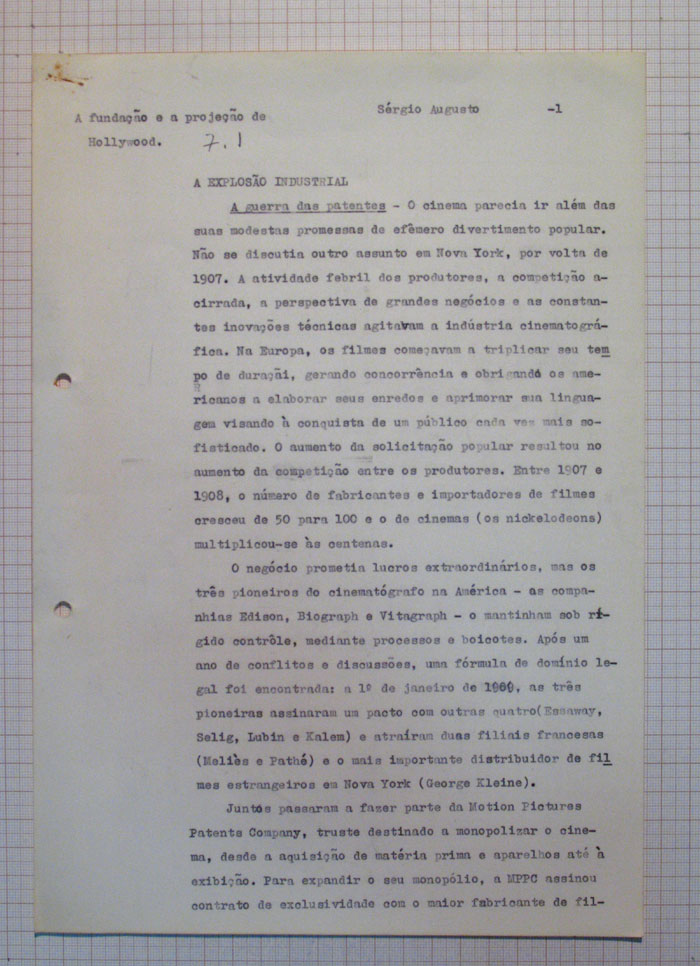 Sérgio Augusto -1
A fundação e a projeção de
Hollywood. 7.1
A EXPLOSÃO INDUSTRIAL
A guerra das patentes - O cinema parecia ir além das
suas modestas promessas de efêmero divertimento popular.
Não se discutia outro assunto em Nova York, por volta de
1907. A atividade febril dos produtores, a competição a-
cirrada, a perspectiva de grandes negócios e as constan-
tes inovações técnicas agitavam a indústria cinematográ-
fica. Na Europa, os filmes começavam a triplicar seu tem
po de duraçãi, gerando concorrência e obrigando os ame-
ricanos a elaborar seus enredos e aprimorar sua lingua-
gem visando à conquista de um público cada vez mais so-
fisticado. O aumento da solicitação popular resultou no
aumento da competição entre os produtores. Entre 1907 e
1908, o número de fabricantes e importadores de filmes
cresceu de 50 para 100 e o de cinemas (os nickelodeons)
multiplicou-se às centenas.
O negócio prometia lucros extraordinários, mas os
três pioneiros do cinematógrafo na América - as compa-
nhias Edison, Biograph e Vitagraph - o mantinham sob rí-
gido contrôle, mediante processos e boicotes. Após um
ano de conflitos e discussões, uma fórmula de domínio le-
gal foi encontrada: a 1º de janeiro de 1909, as três
pioneiras assinaram um pacto com outras quatro(Essaway,
Selig, Lubin e Kalem) e atraíram duas filiais francesas
(Meliès e Pathé) e o mais importante distribuidor de fil
mes estrangeiros em Nova York (George Kleine).
Juntos passaram a fazer parte da Motion Pictures
Patents Company, truste destinado a monopolizar o cine-
ma, desde a aquisição de matéria prima e aparelhos até à
exibição. Para expandir o seu monopólio, a MPPC assinou
contrato de exclusividade com o maior fabricante de fil-